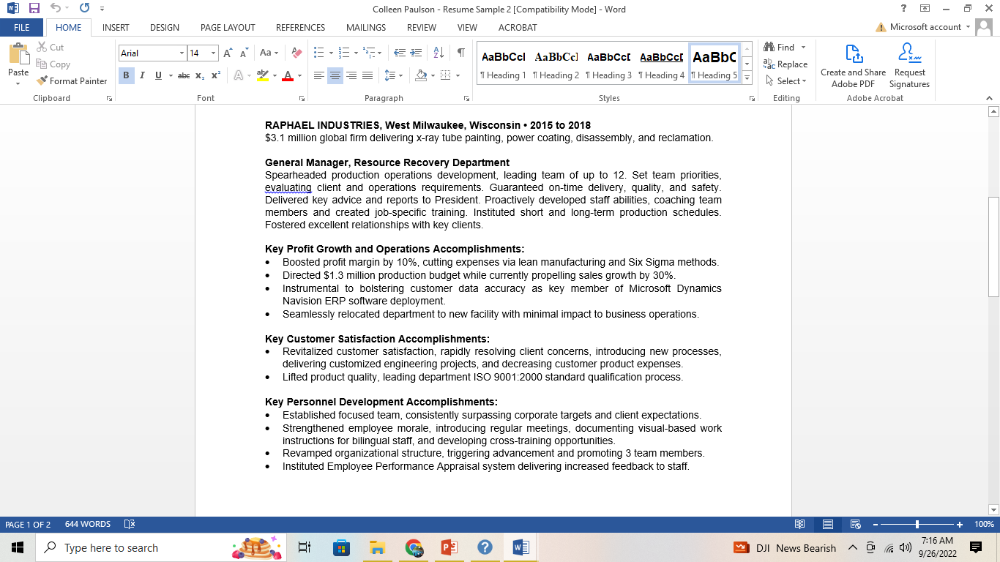 Colleen Paulson - Resume Sample 2 [Compatibility Mode] - Word
FILE HOME INSERT DESIGN PAGE LAYOUT REFERENCES MAILINGS REVIEW VIEW ACROBAT Microsoft account
Paste
Cut
Copy
Format Painter
Clipboard
Arial 14
Font
Paragraph
AaBbCcI AaBbCcI AaBbCcD AaBbCcD AaBbC
¶ Heading 1 ¶ Heading 2 ¶ Heading 3 ¶ Heading 4 ¶ Heading 5
Styles
Find
Replace
Select
Editing
Create and Share
Adobe PDF
Request
Signatures
Adobe Acrobat
RAPHAEL INDUSTRIES, West Milwaukee, Wisconsin • 2015 to 2018
$3.1 million global firm delivering x-ray tube painting, power coating, disassembly, and reclamation.
General Manager, Resource Recovery Department
Spearheaded production operations development, leading team of up to 12. Set team priorities,
evaluating client and operations requirements. Guaranteed on-time delivery, quality, and safety.
Delivered key advice and reports to President. Proactively developed staff abilities, coaching team
members and created job-specific training. Instituted short and long-term production schedules.
Fostered excellent relationships with key clients.
Key Profit Growth and Operations Accomplishments:
• Boosted profit margin by 10%, cutting expenses via lean manufacturing and Six Sigma methods.
• Directed $1.3 million production budget while currently propelling sales growth by 30%.
• Instrumental to bolstering customer data accuracy as key member of Microsoft Dynamics
Navision ERP software deployment.
• Seamlessly relocated department to new facility with minimal impact to business operations.
Key Customer Satisfaction Accomplishments:
• Revitalized customer satisfaction, rapidly resolving client concerns, introducing new processes,
delivering customized engineering projects, and decreasing customer product expenses.
• Lifted product quality, leading department ISO 9001:2000 standard qualification process.
Key Personnel Development Accomplishments:
• Established focused team, consistently surpassing corporate targets and client expectations.
• Strengthened employee morale, introducing regular meetings, documenting visual-based work
instructions for bilingual staff, and developing cross-training opportunities.
• Revamped organizational structure, triggering advancement and promoting 3 team members.
• Instituted Employee Performance Appraisal system delivering increased feedback to staff.
PAGE 1 OF 2 644 WORDS 100%
Type here to search
DJI News Bearish
7:16 AM
9/26/2022